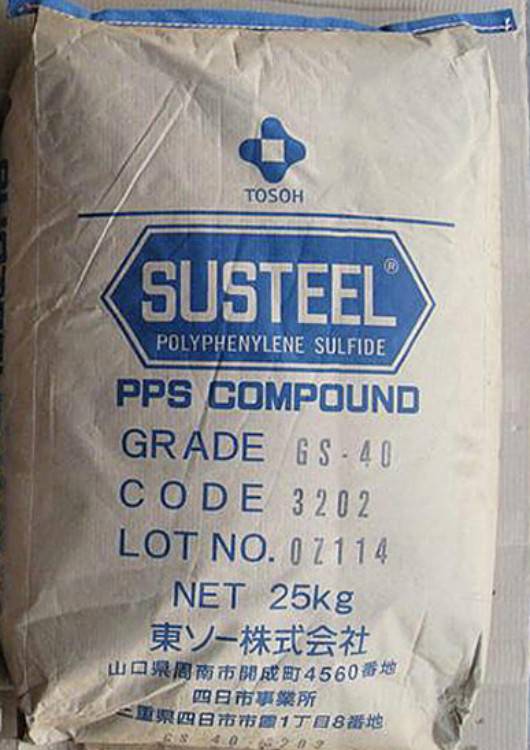 TOSOH
SUSTEEL®
POLYPHENYLENE SULFIDE
PPS COMPOUND
GRADE GS-40
CODE 3202
LOT NO. 0Z114
NET 25kg
東ソー株式会社
山口県周南市開成町4560番地
四日市事業所
三重県四日市市霞1丁目8番地
GS 40